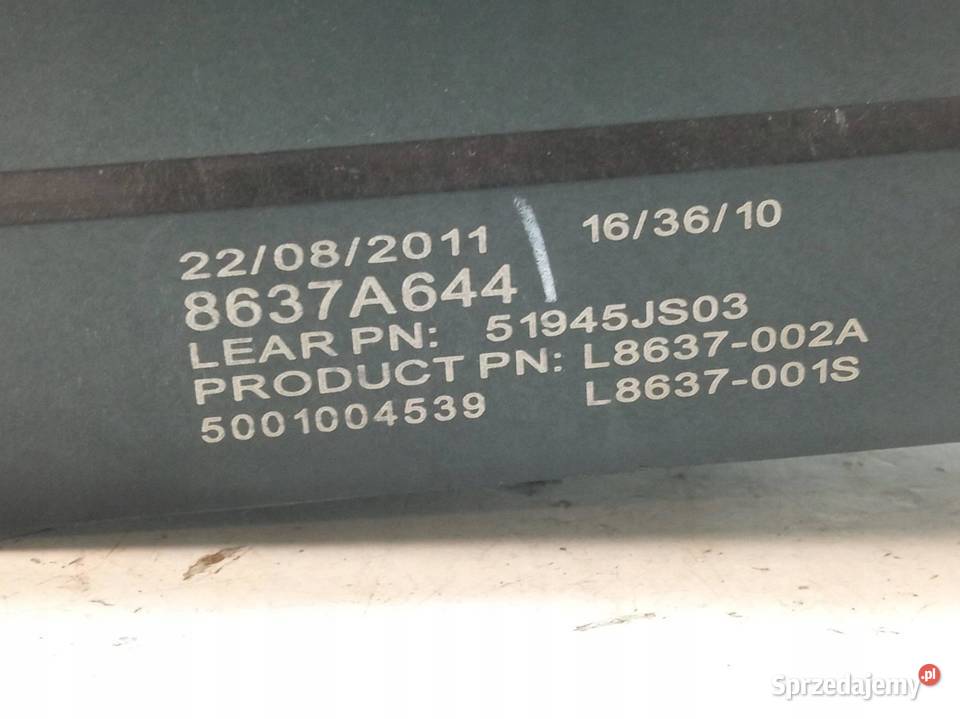 22/08/2011 16/36/10
8637A644
LEAR PN: 51945JS03
PRODUCT PN: L8637-002A
5001004539 L8637-001S
Sprzedajemy.pl